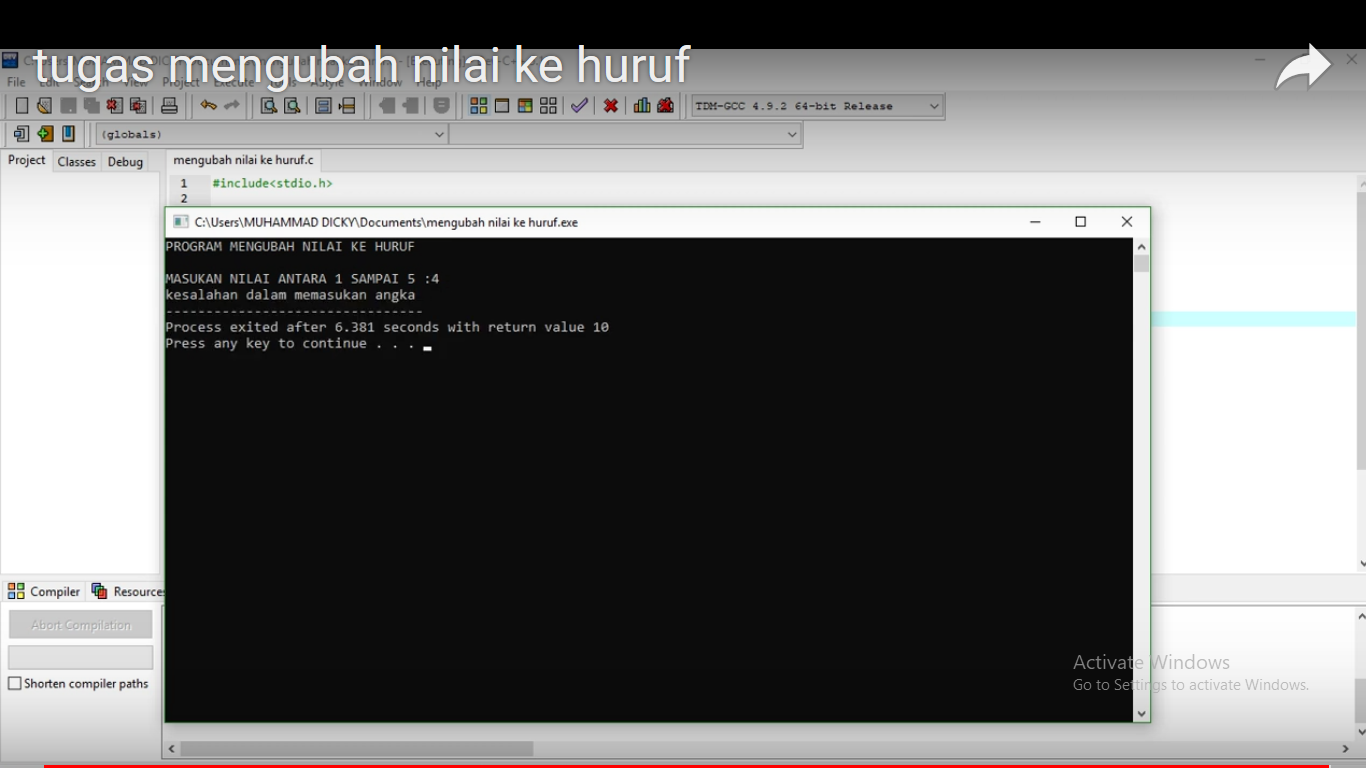 tugas mengubah nilai ke huruf
File Edit Search View Project Execute Tools AStyle Window Help
TDM-GCC 4.9.2 64-bit Release
(globals)
Project Classes Debug
mengubah nilai ke huruf.c
1 #include<stdio.h>
2
C:\Users\MUHAMMAD DICKY\Documents\mengubah nilai ke huruf.exe
PROGRAM MENGUBAH NILAI KE HURUF
MASUKAN NILAI ANTARA 1 SAMPAI 5 :4
kesalahan dalam memasukan angka
--------------------------------
Process exited after 6.381 seconds with return value 10
Press any key to continue . . .
Compiler Resources
Abort Compilation
Shorten compiler paths
Activate Windows
Go to Settings to activate Windows.